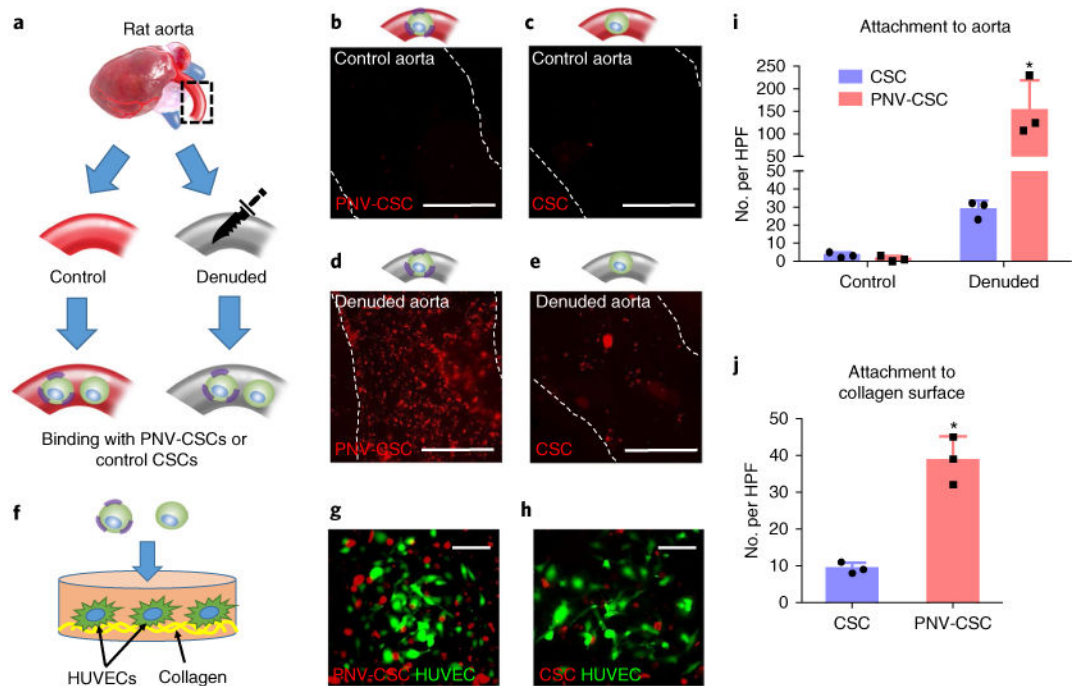 a
Rat aorta
Control
Denuded
Binding with PNV-CSCs or
control CSCs
b
Control aorta
PNV-CSC
c
Control aorta
CSC
d
Denuded aorta
PNV-CSC
e
Denuded aorta
CSC
f
HUVECs
Collagen
g
PNV-CSC HUVEC
h
CSC HUVEC
i
Attachment to aorta
CSC
PNV-CSC
*
No. per HPF
250
200
150
100
50
50
40
30
20
10
0
Control
Denuded
j
Attachment to
collagen surface
*
No. per HPF
50
40
30
20
10
0
CSC
PNV-CSC